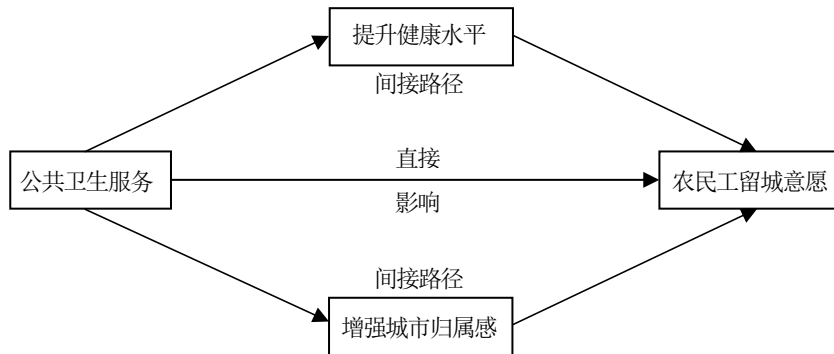 提升健康水平
间接路径
直接
公共卫生服务
农民工留城意愿
影响
间接路径
增强城市归属感